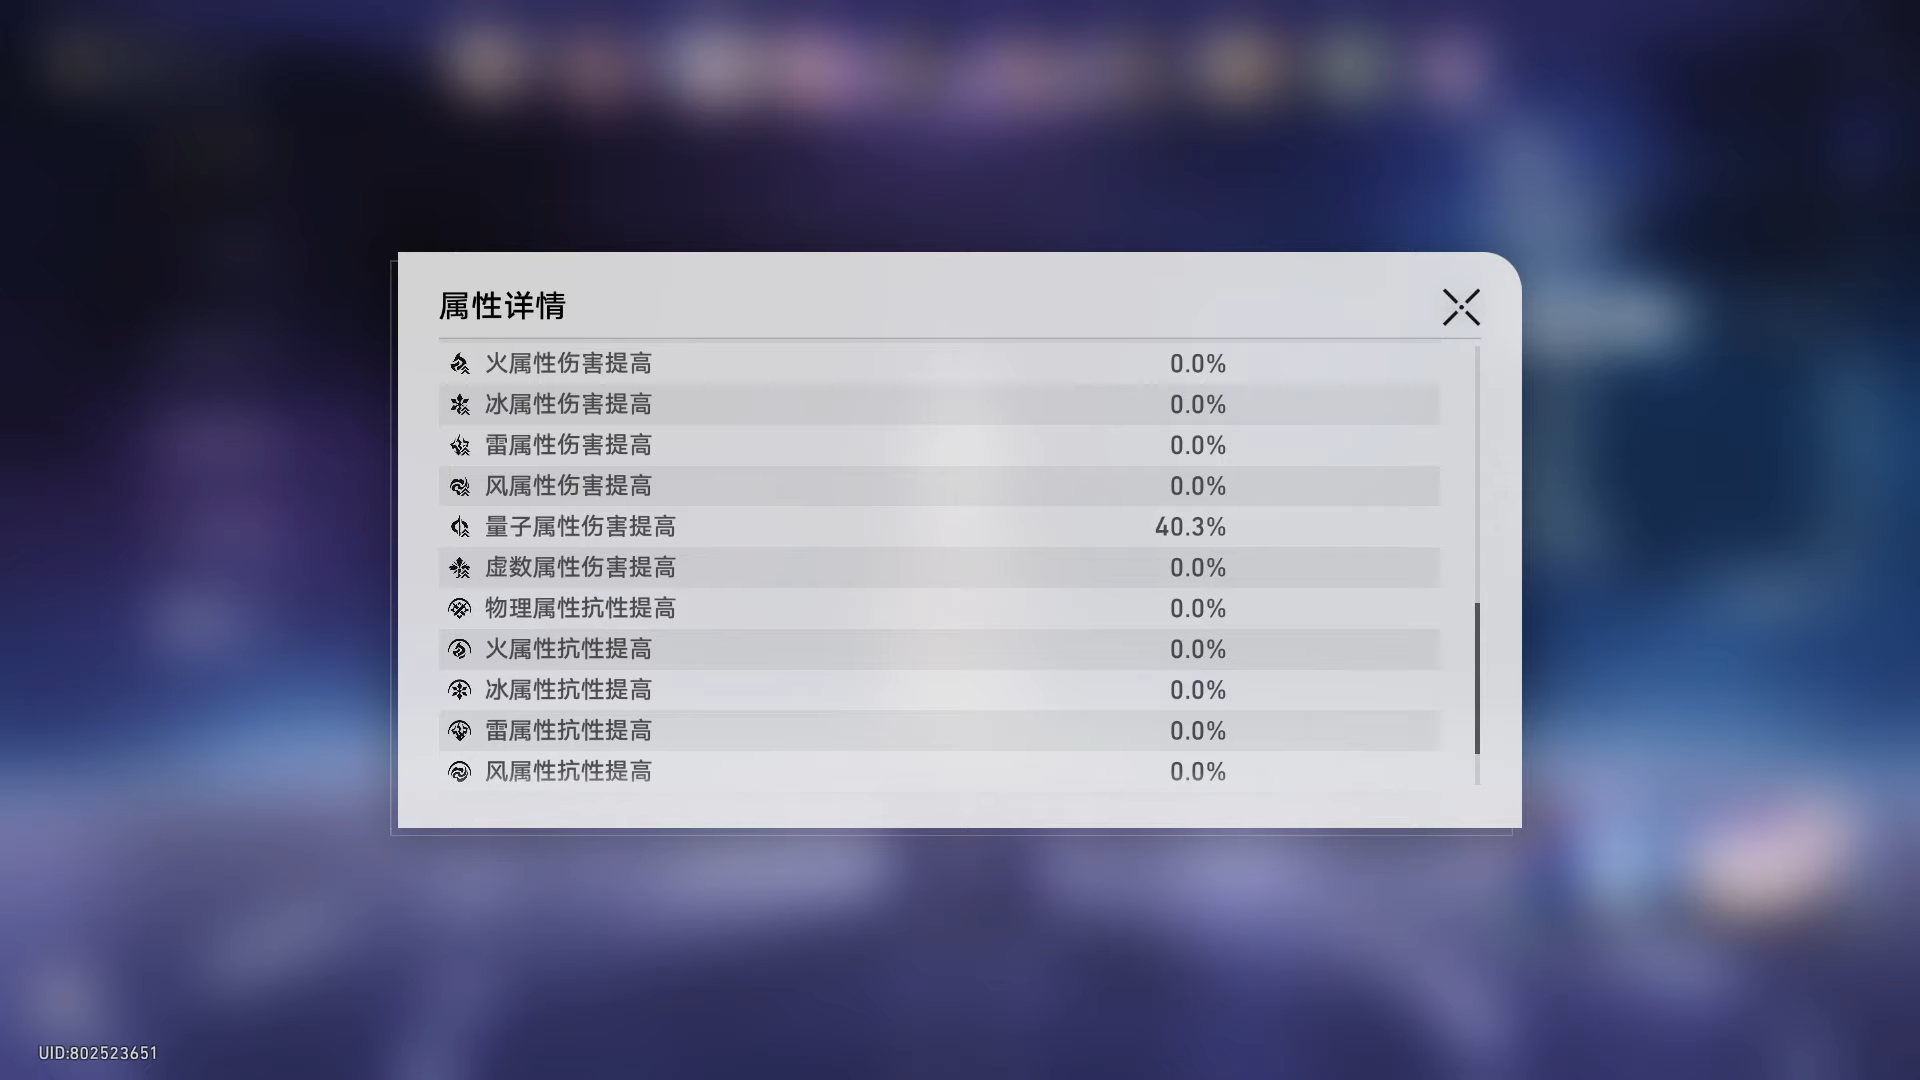 属性详情
火属性伤害提高 0.0%
冰属性伤害提高 0.0%
雷属性伤害提高 0.0%
风属性伤害提高 0.0%
量子属性伤害提高 40.3%
虚数属性伤害提高 0.0%
物理属性抗性提高 0.0%
火属性抗性提高 0.0%
冰属性抗性提高 0.0%
雷属性抗性提高 0.0%
风属性抗性提高 0.0%
UID:802523651